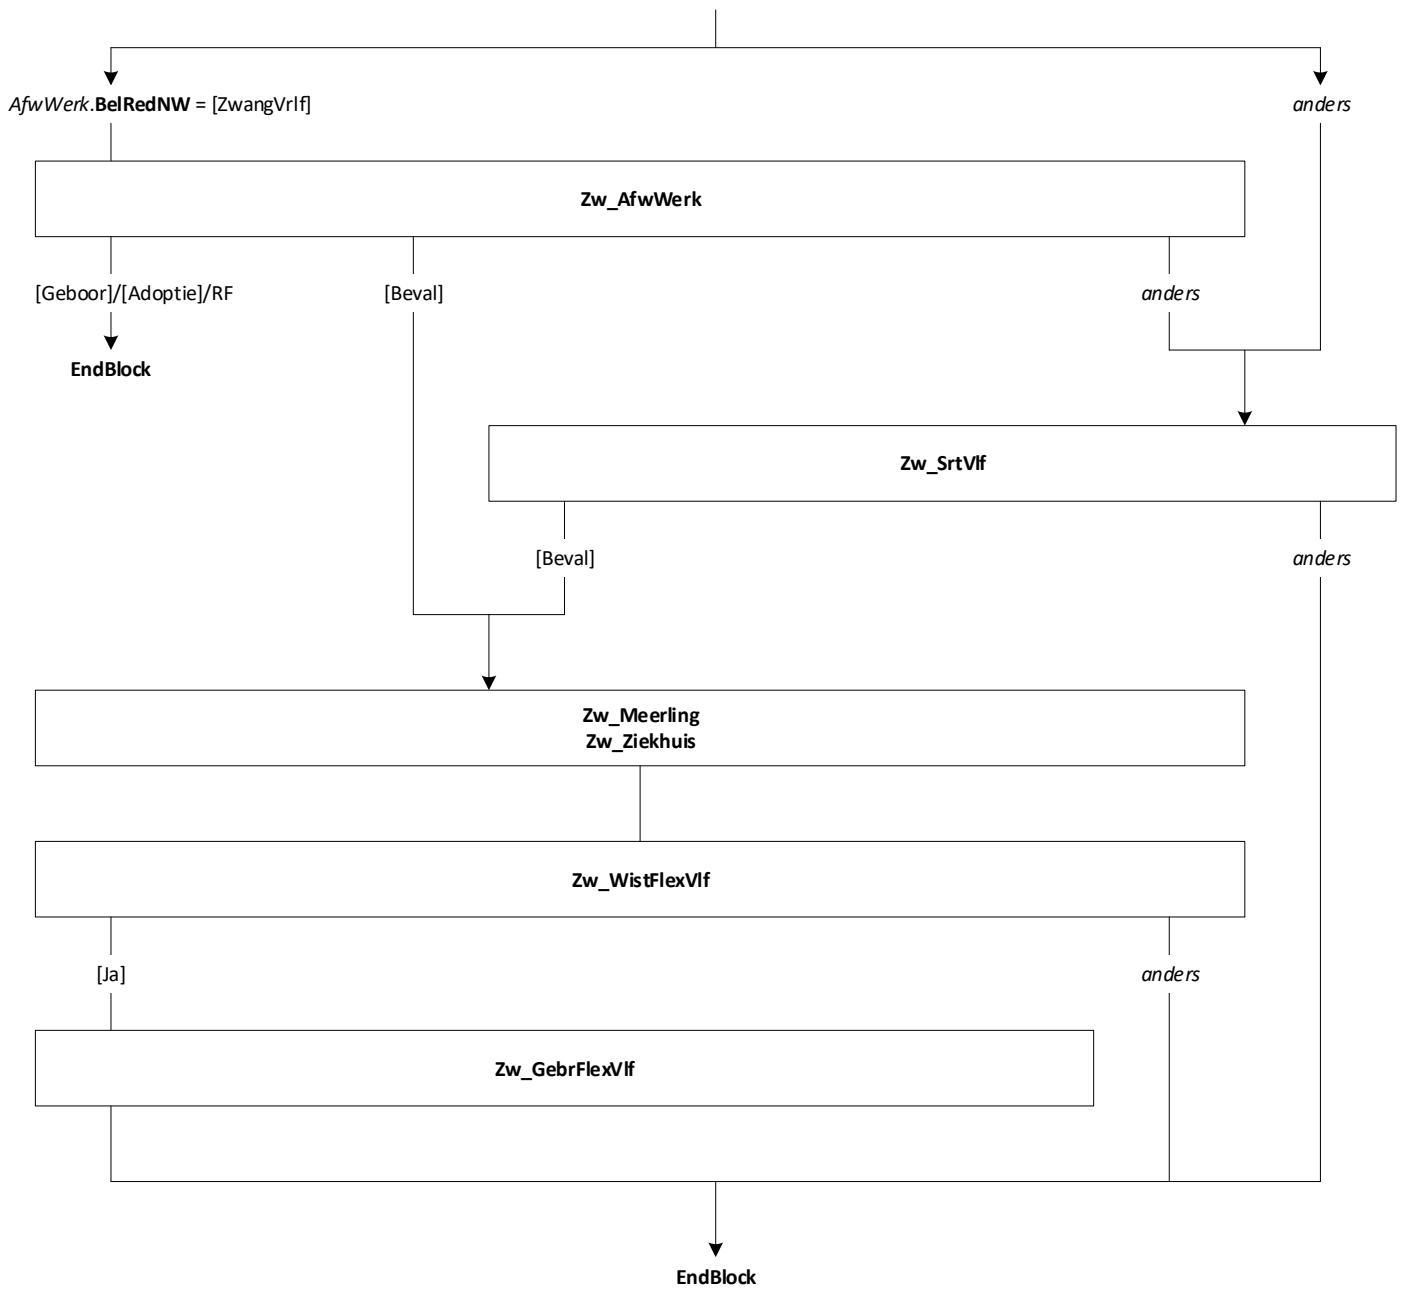 AfwWerk.BelRedNW = [ZwangVrlf]
anders
Zw_AfwWerk
[Geboor]/[Adoptie]/RF
[Beval]
anders
EndBlock
Zw_SrtVlf
[Beval]
anders
Zw_Meerling
Zw_Ziekhuis
Zw_WistFlexVlf
[Ja]
anders
Zw_GebrFlexVlf
EndBlock